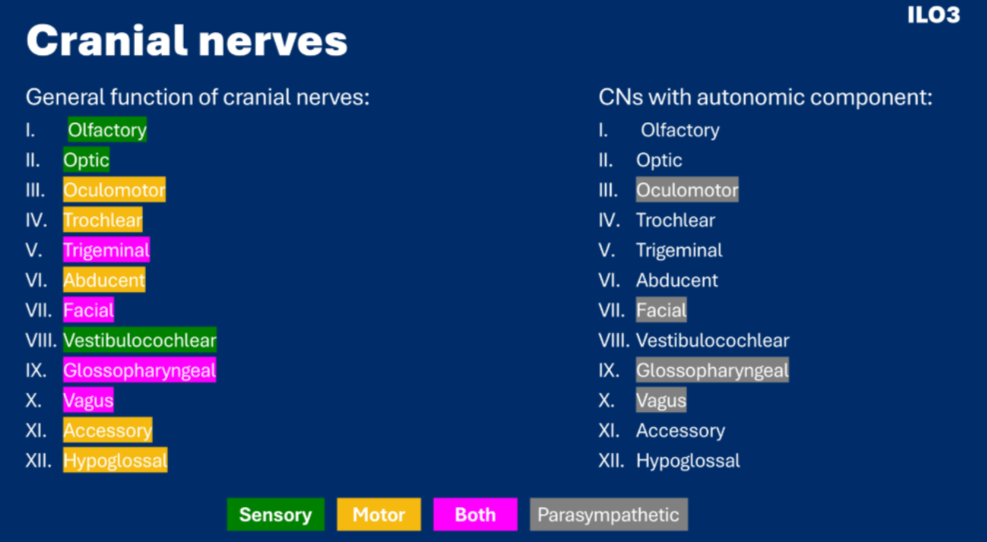 ILO3
Cranial nerves
General function of cranial nerves:
I. Olfactory
II. Optic
III. Oculomotor
IV. Trochlear
V. Trigeminal
VI. Abducent
VII. Facial
VIII. Vestibulocochlear
IX. Glossopharyngeal
X. Vagus
XI. Accessory
XII. Hypoglossal
CNs with autonomic component:
I. Olfactory
II. Optic
III. Oculomotor
IV. Trochlear
V. Trigeminal
VI. Abducent
VII. Facial
VIII. Vestibulocochlear
IX. Glossopharyngeal
X. Vagus
XI. Accessory
XII. Hypoglossal
Sensory Motor Both Parasympathetic